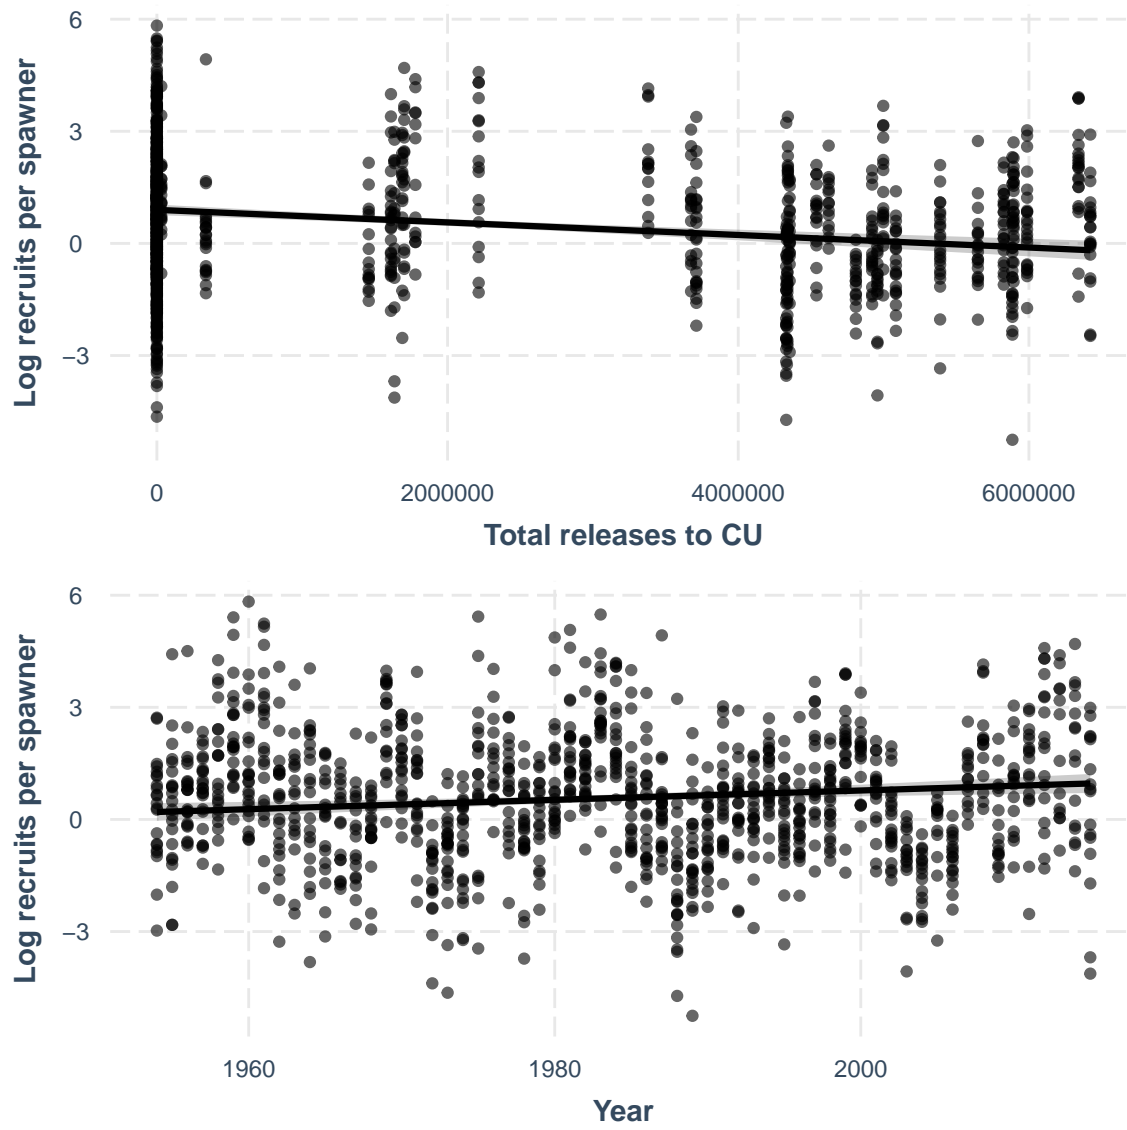 6
3
0
−3
Log recruits per spawner
0 2000000 4000000 6000000
Total releases to CU
6
3
0
−3
Log recruits per spawner
1960 1980 2000
Year